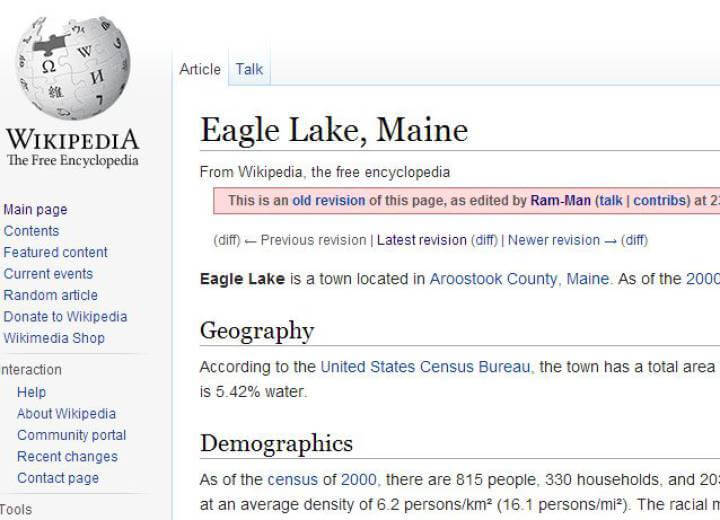 WIKIPEDIA
The Free Encyclopedia
Main page
Contents
Featured content
Current events
Random article
Donate to Wikipedia
Wikimedia Shop
nteraction
Help
About Wikipedia
Community portal
Recent changes
Contact page
Tools
Article Talk
Eagle Lake, Maine
From Wikipedia, the free encyclopedia
This is an old revision of this page, as edited by Ram-Man (talk | contribs) at 2
(diff) ← Previous revision | Latest revision (diff) | Newer revision → (diff)
Eagle Lake is a town located in Aroostook County, Maine. As of the 2000
Geography
According to the United States Census Bureau, the town has a total area
is 5.42% water.
Demographics
As of the census of 2000, there are 815 people, 330 households, and 20
at an average density of 6.2 persons/km² (16.1 persons/mi²). The racial m